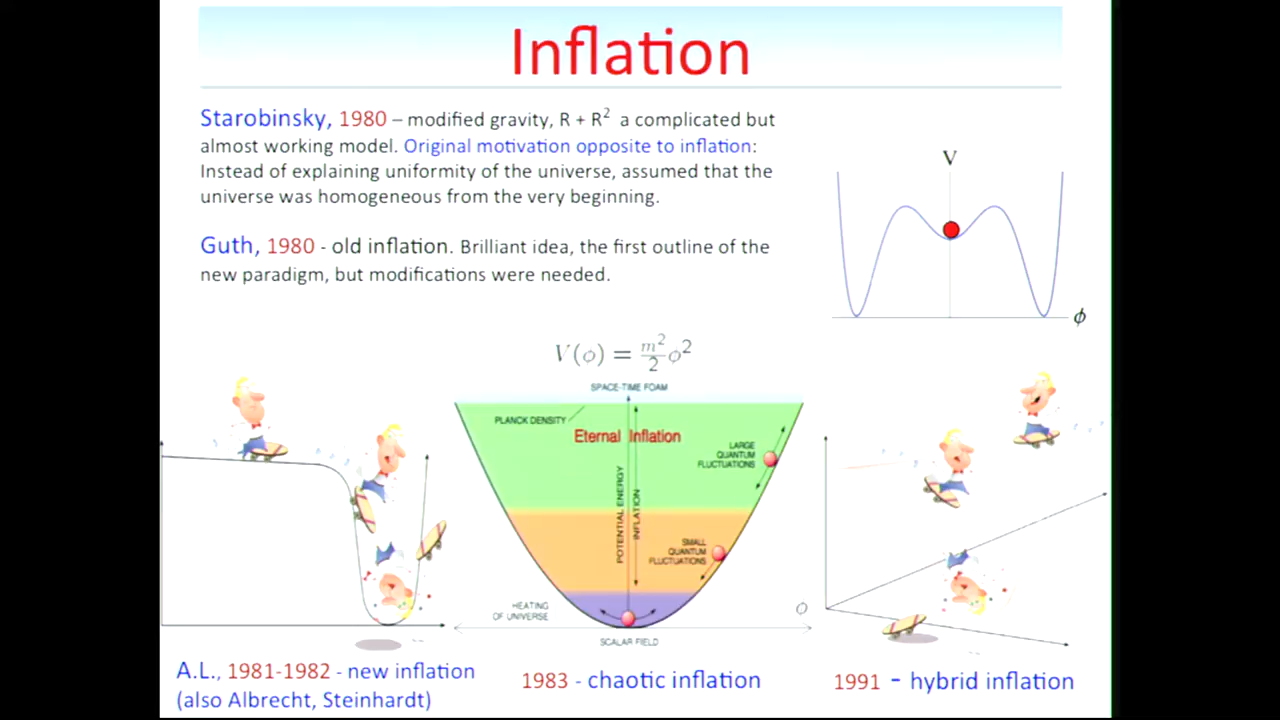 Inflation
Starobinsky, 1980 – modified gravity, R + R² a complicated but
almost working model. Original motivation opposite to inflation:
Instead of explaining uniformity of the universe, assumed that the
universe was homogeneous from the very beginning.
Guth, 1980 - old inflation. Brilliant idea, the first outline of the
new paradigm, but modifications were needed.
V
ϕ
V(ϕ) = m²/2 ϕ²
SPACE-TIME FOAM
PLANCK DENSITY
Eternal Inflation
LARGE
QUANTUM
FLUCTUATIONS
POTENTIAL ENERGY
INFLATION
SMALL
QUANTUM
FLUCTUATIONS
HEATING
OF UNIVERSE
SCALAR FIELD
O
A.L., 1981-1982 - new inflation
(also Albrecht, Steinhardt)
1983 - chaotic inflation
1991 - hybrid inflation